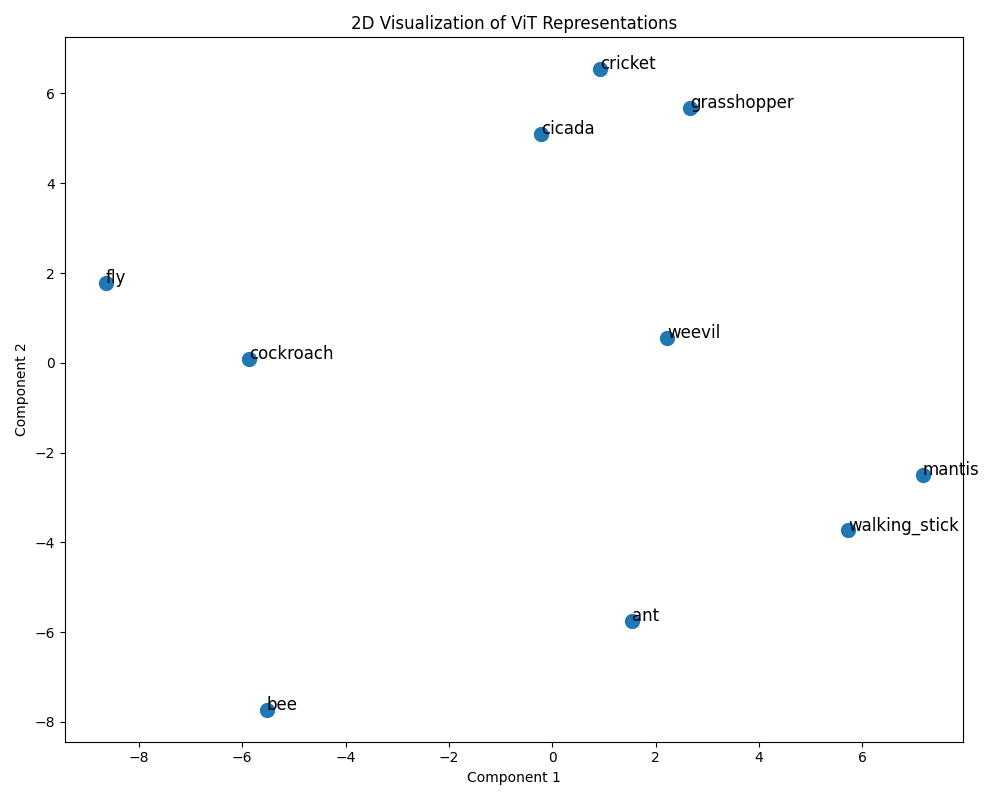 2D Visualization of ViT Representations
cricket
grasshopper
cicada
fly
weevil
cockroach
mantis
walking_stick
ant
bee
6
4
2
0
−2
−4
−6
−8
Component 2
−8 −6 −4 −2 0 2 4 6
Component 1